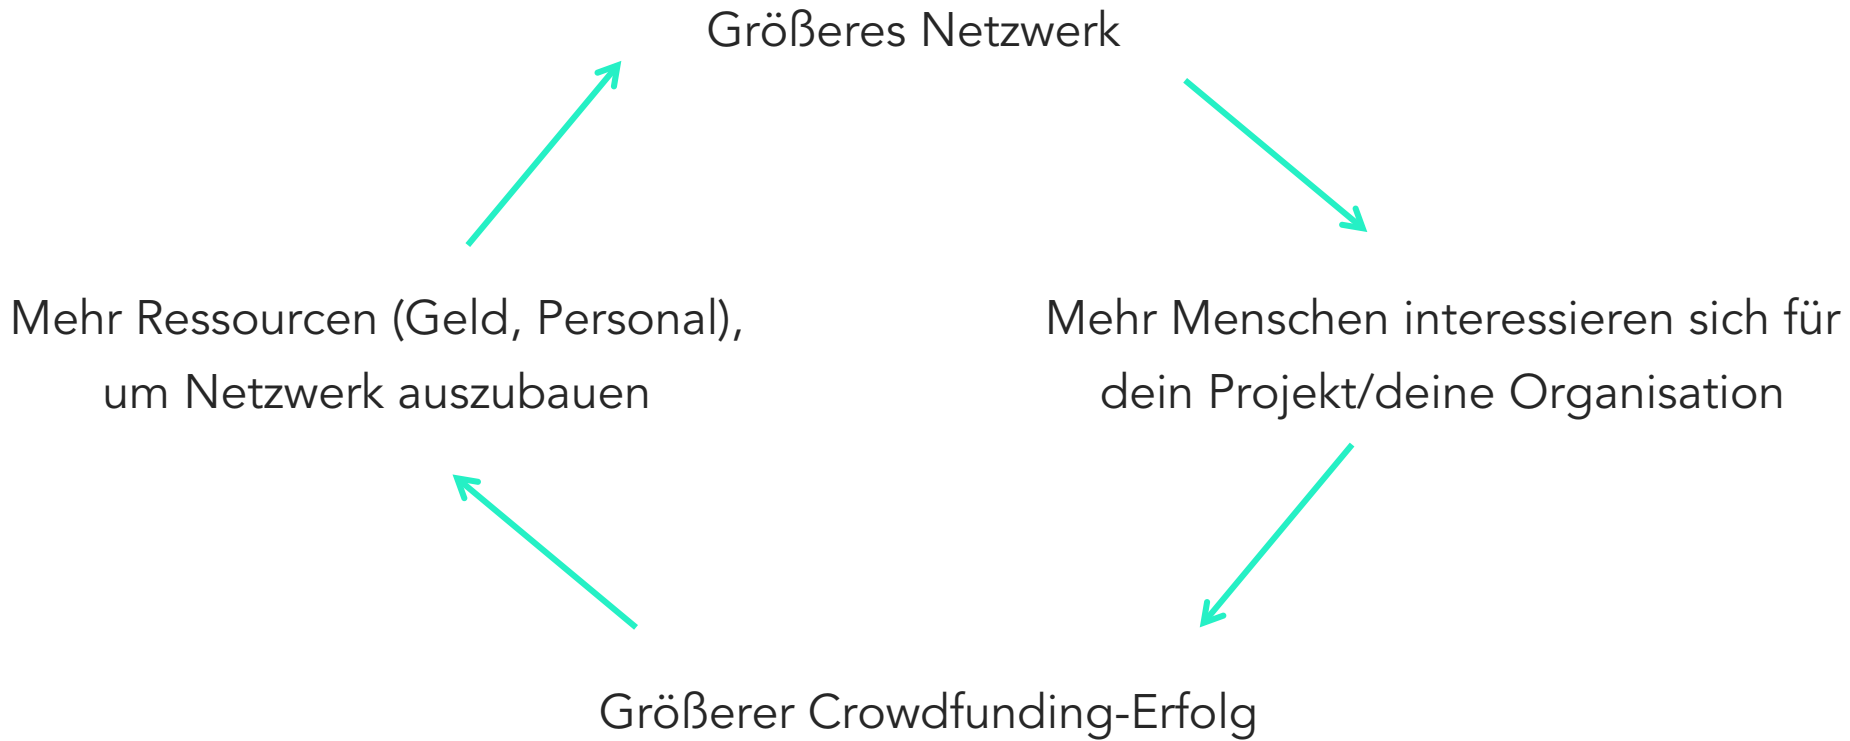 Größeres Netzwerk
Mehr Ressourcen (Geld, Personal),
um Netzwerk auszubauen
Mehr Menschen interessieren sich für
dein Projekt/deine Organisation
Größerer Crowdfunding-Erfolg